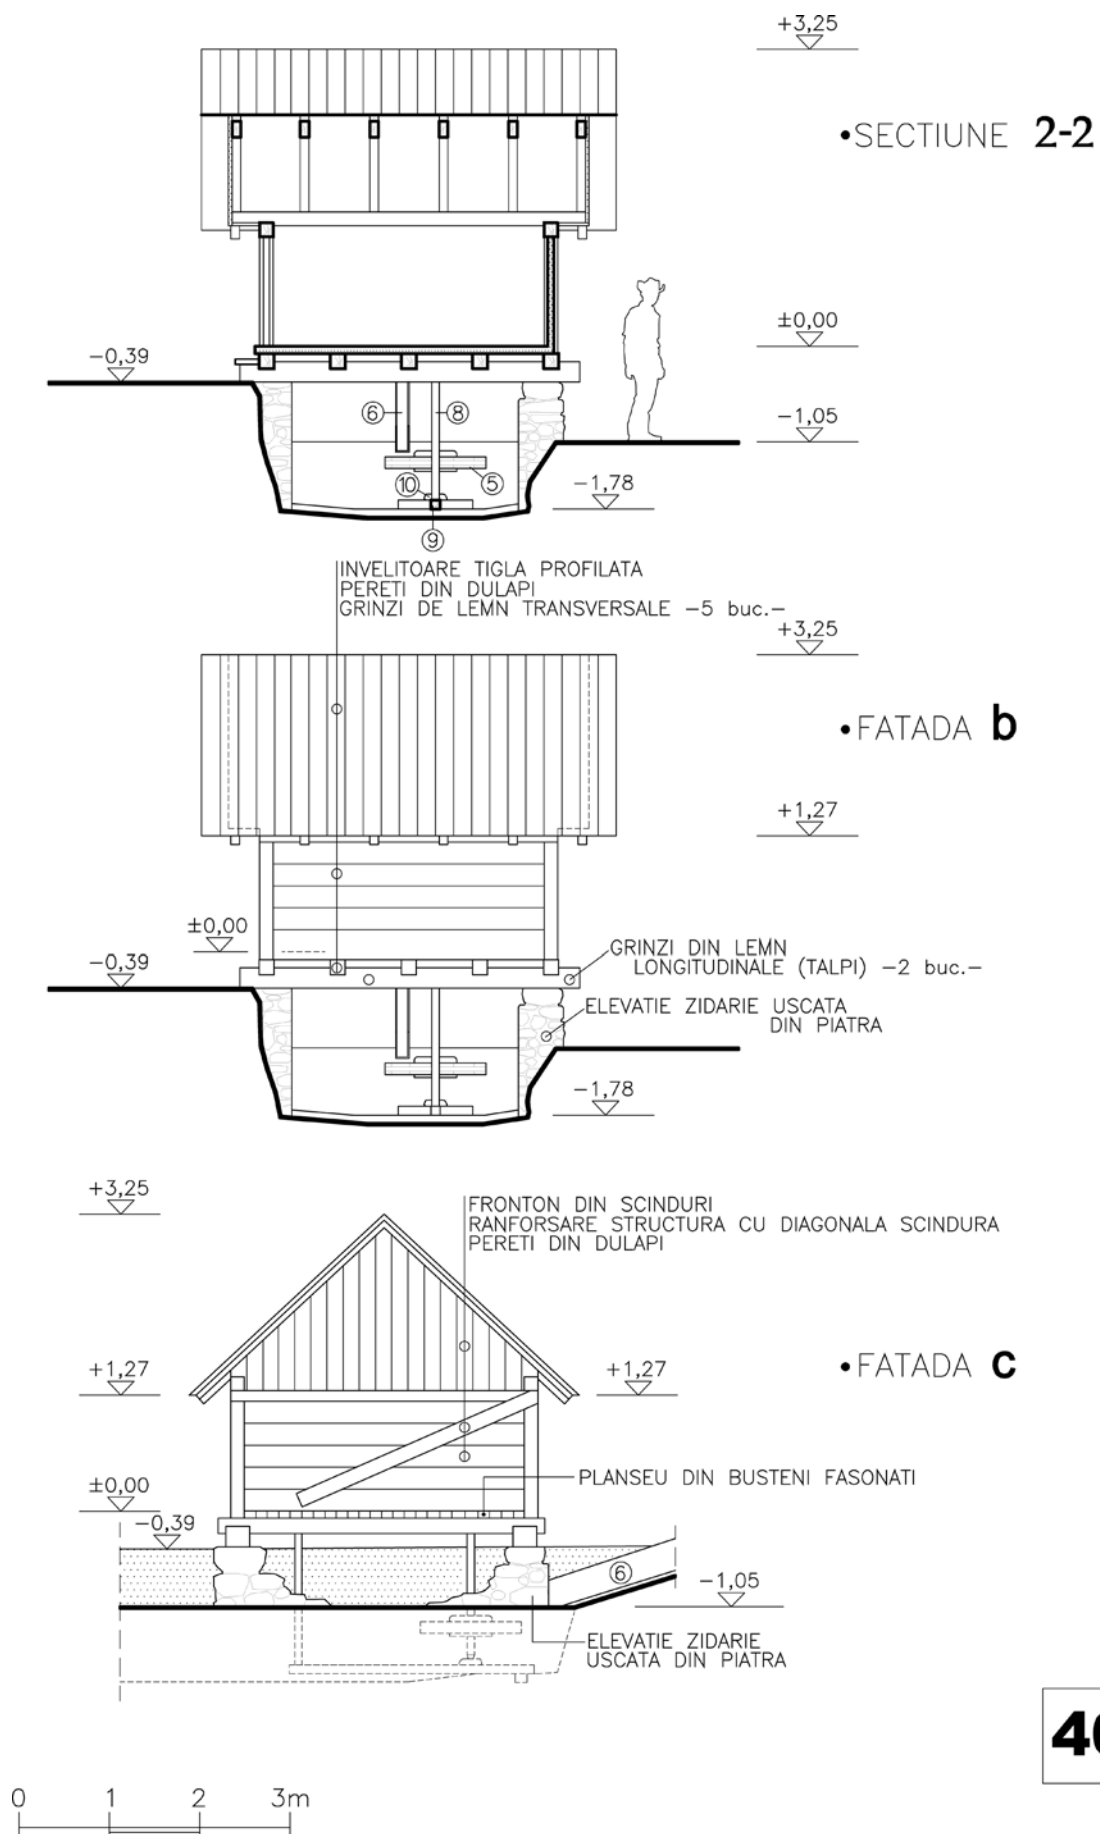 +3,25
•SECTIUNE 2-2
±0,00
-0,39
-1,05
6
8
10
5
-1,78
9
INVELITOARE TIGLA PROFILATA
PERETI DIN DULAPI
GRINZI DE LEMN TRANSVERSALE -5 buc.-
+3,25
•FATADA b
+1,27
±0,00
-0,39
GRINZI DIN LEMN
LONGITUDINALE (TALPI) -2 buc.-
ELEVATIE ZIDARIE USCATA
DIN PIATRA
-1,78
+3,25
FRONTON DIN SCINDURI
RANFORSARE STRUCTURA CU DIAGONALA SCINDURA
PERETI DIN DULAPI
+1,27
+1,27
•FATADA c
PLANSEU DIN BUSTENI FASONATI
±0,00
-0,39
6
-1,05
ELEVATIE ZIDARIE
USCATA DIN PIATRA
0 1 2 3m